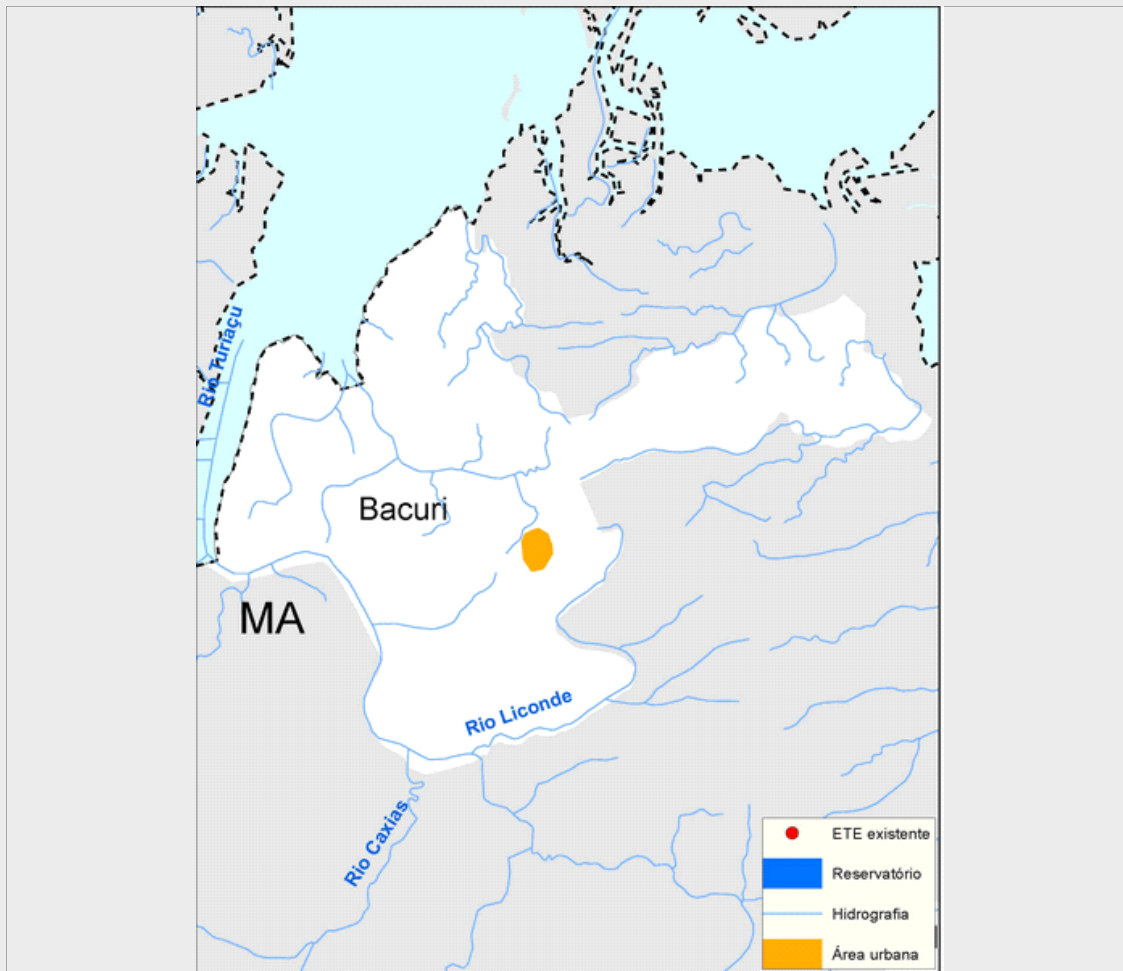 Rio Turiaçu
Bacuri
MA
Rio Liconde
Rio Caxias
ETE existente
Reservatório
Hidrografia
Área urbana